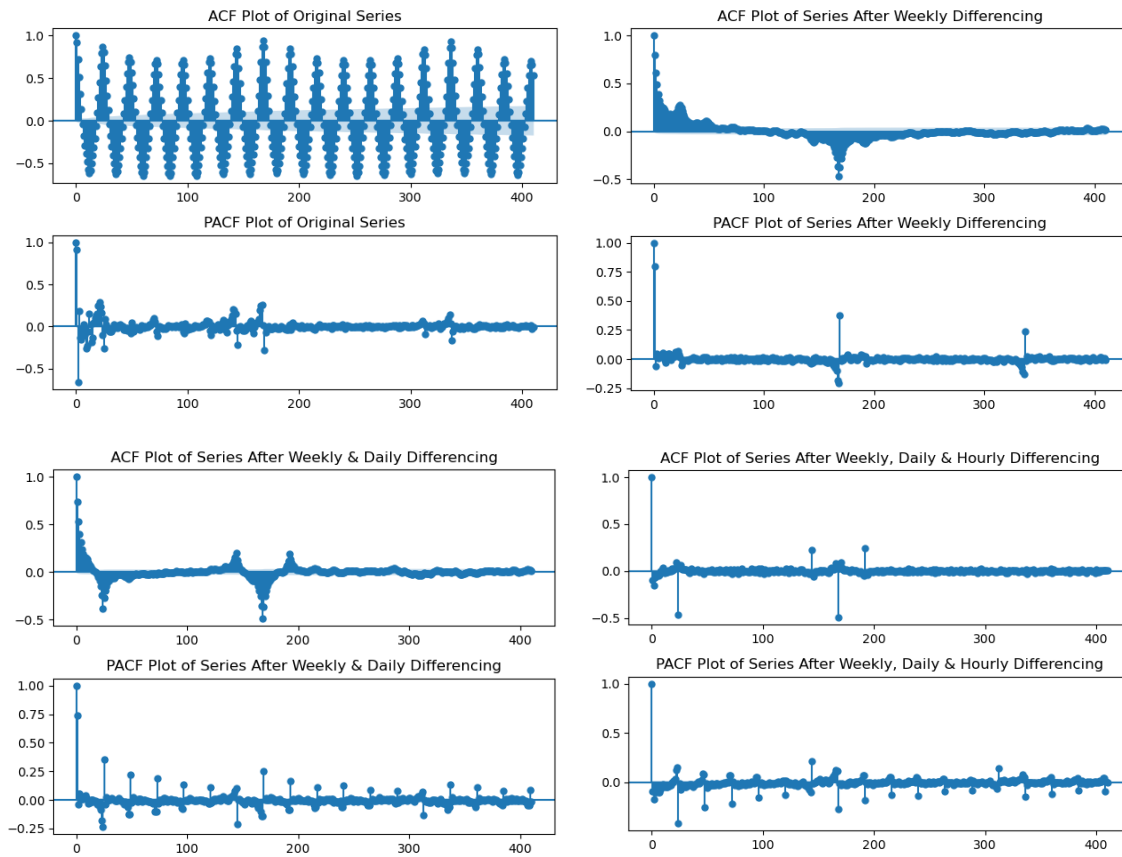 ACF Plot of Original Series
1.0
0.5
0.0
−0.5
0 100 200 300 400
PACF Plot of Original Series
1.0
0.5
0.0
−0.5
0 100 200 300 400
ACF Plot of Series After Weekly Differencing
1.0
0.5
0.0
−0.5
0 100 200 300 400
PACF Plot of Series After Weekly Differencing
1.00
0.75
0.50
0.25
0.00
−0.25
0 100 200 300 400
ACF Plot of Series After Weekly & Daily Differencing
1.0
0.5
0.0
−0.5
0 100 200 300 400
PACF Plot of Series After Weekly & Daily Differencing
1.00
0.75
0.50
0.25
0.00
−0.25
0 100 200 300 400
ACF Plot of Series After Weekly, Daily & Hourly Differencing
1.0
0.5
0.0
−0.5
0 100 200 300 400
PACF Plot of Series After Weekly, Daily & Hourly Differencing
1.0
0.5
0.0
0 100 200 300 400